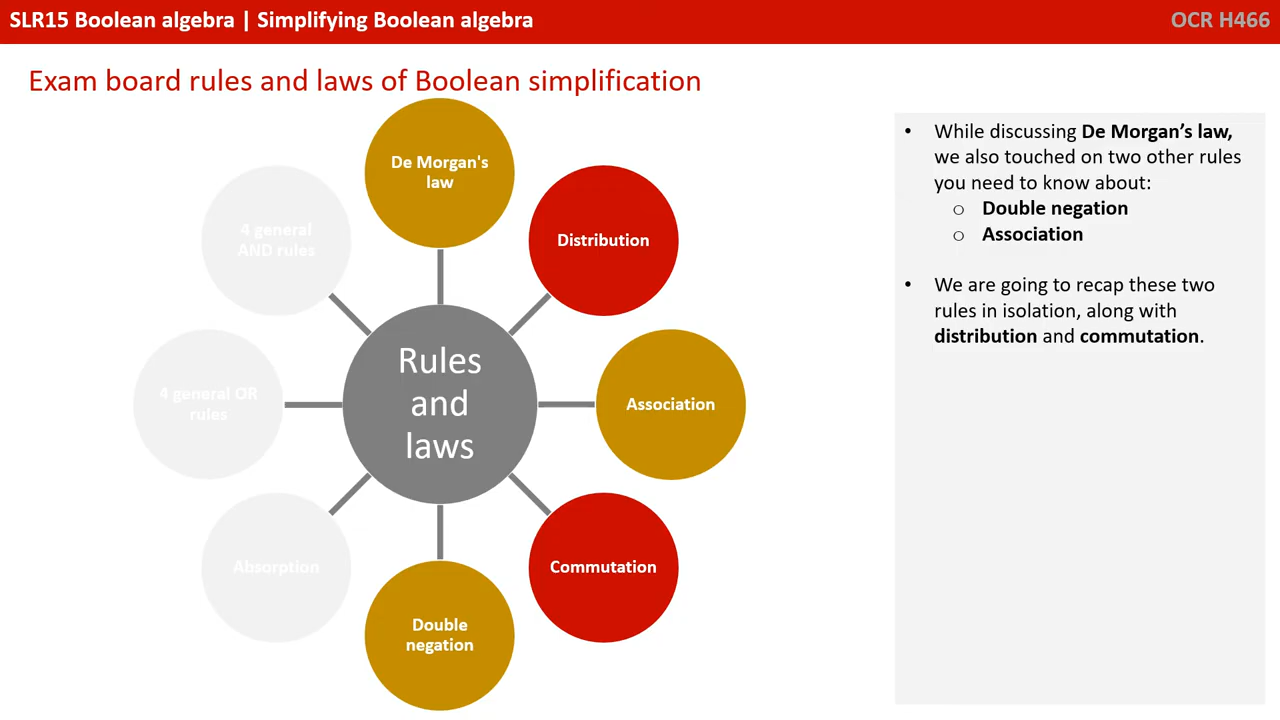 SLR15 Boolean algebra | Simplifying Boolean algebra
OCR H466
Exam board rules and laws of Boolean simplification
De Morgan's
law
Distribution
Association
Commutation
Double
negation
Absorption
4 general OR
rules
4 general
AND rules
Rules
and
laws
• While discussing De Morgan’s law,
we also touched on two other rules
you need to know about:
○ Double negation
○ Association
• We are going to recap these two
rules in isolation, along with
distribution and commutation.